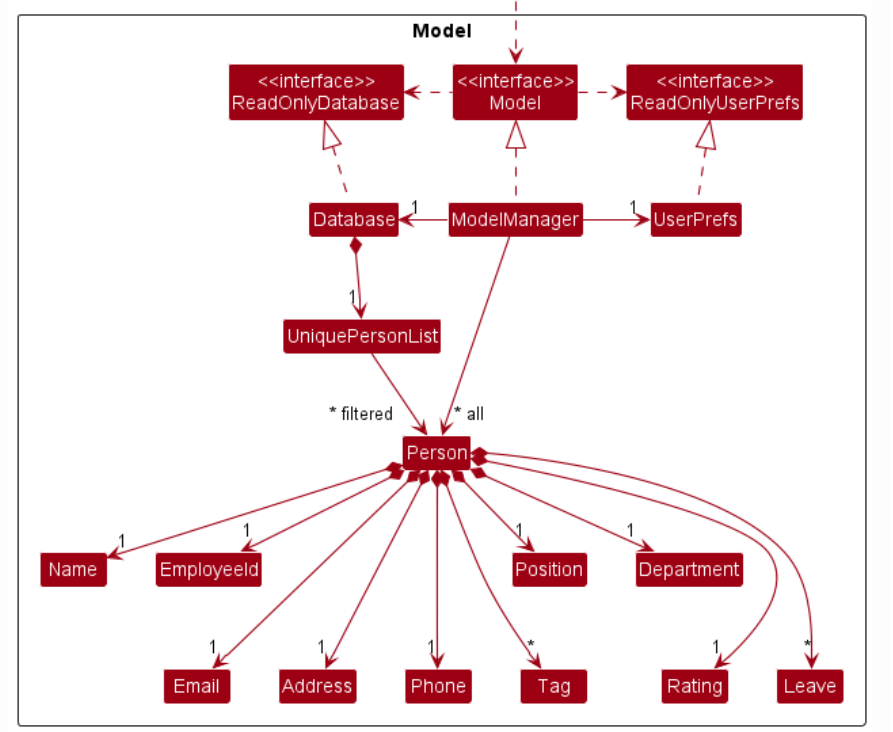 Model
<<interface>>
ReadOnlyDatabase
<<interface>>
Model
<<interface>>
ReadOnlyUserPrefs
Database
1
ModelManager
1
UserPrefs
1
UniquePersonList
* filtered
* all
Person
1
1
1
1
Name
EmployeeId
Position
Department
1
1
1
*
1
*
Email
Address
Phone
Tag
Rating
Leave